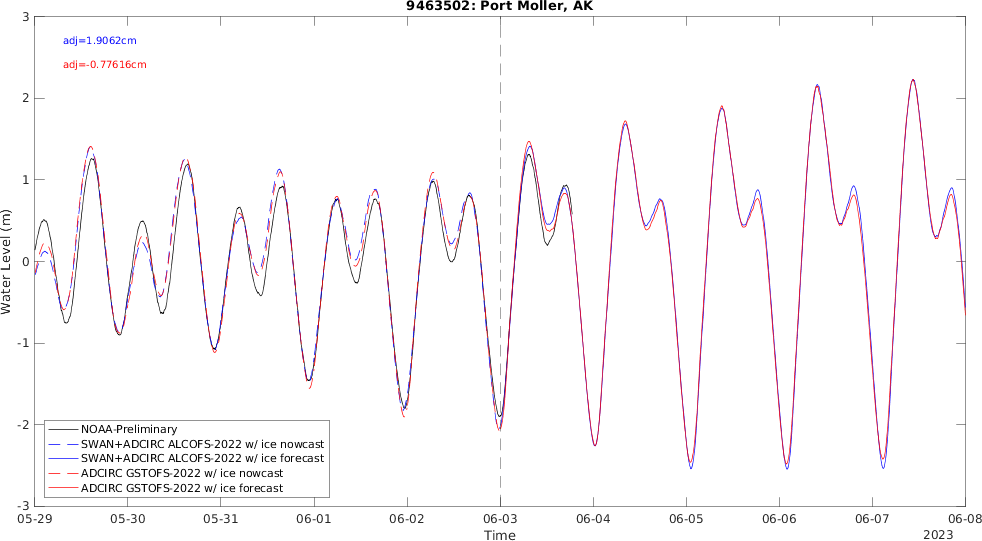 9463502: Port Moller, AK
adj=1.9062cm
adj=-0.77616cm
Water Level (m)
3
2
1
0
-1
-2
-3
NOAA-Preliminary
SWAN+ADCIRC ALCOFS-2022 w/ ice nowcast
SWAN+ADCIRC ALCOFS-2022 w/ ice forecast
ADCIRC GSTOFS-2022 w/ ice nowcast
ADCIRC GSTOFS-2022 w/ ice forecast
05-29 05-30 05-31 06-01 06-02 06-03 06-04 06-05 06-06 06-07 06-08
Time
2023